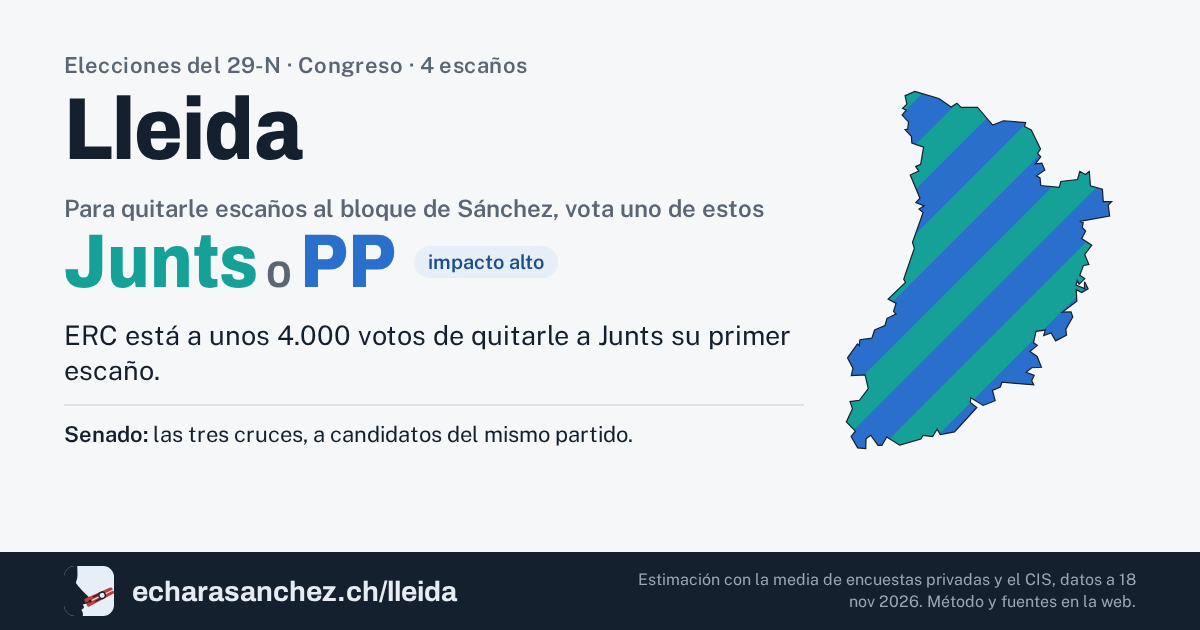 Elecciones del 29-N · Congreso · 4 escaños
Lleida
Para quitarle escaños al bloque de Sánchez, vota uno de estos
Junts o PP impacto alto
ERC está a unos 4.000 votos de quitarle a Junts su primer
escaño.
Senado: las tres cruces, a candidatos del mismo partido.
echarasanchez.ch/lleida
Estimación con la media de encuestas privadas y el CIS, datos a 18
nov 2026. Método y fuentes en la web.